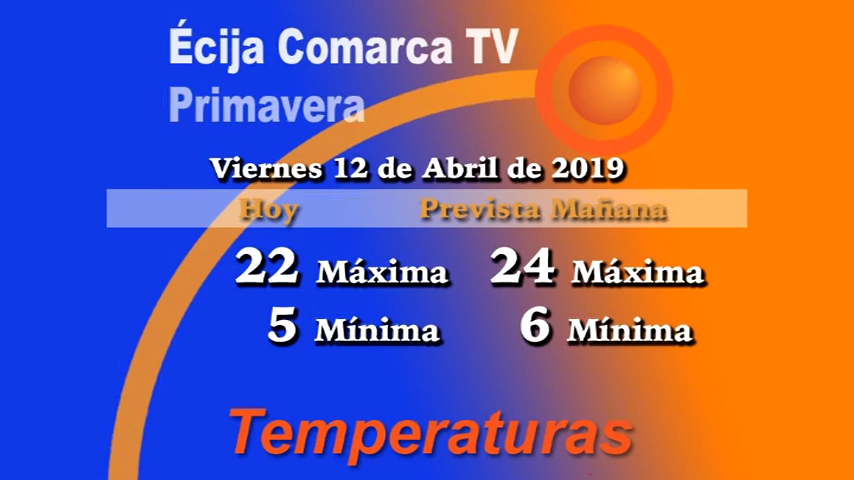 Écija Comarca TV
Primavera
Viernes 12 de Abril de 2019
Hoy Prevista Mañana
22 Máxima 24 Máxima
5 Mínima 6 Mínima
Temperaturas